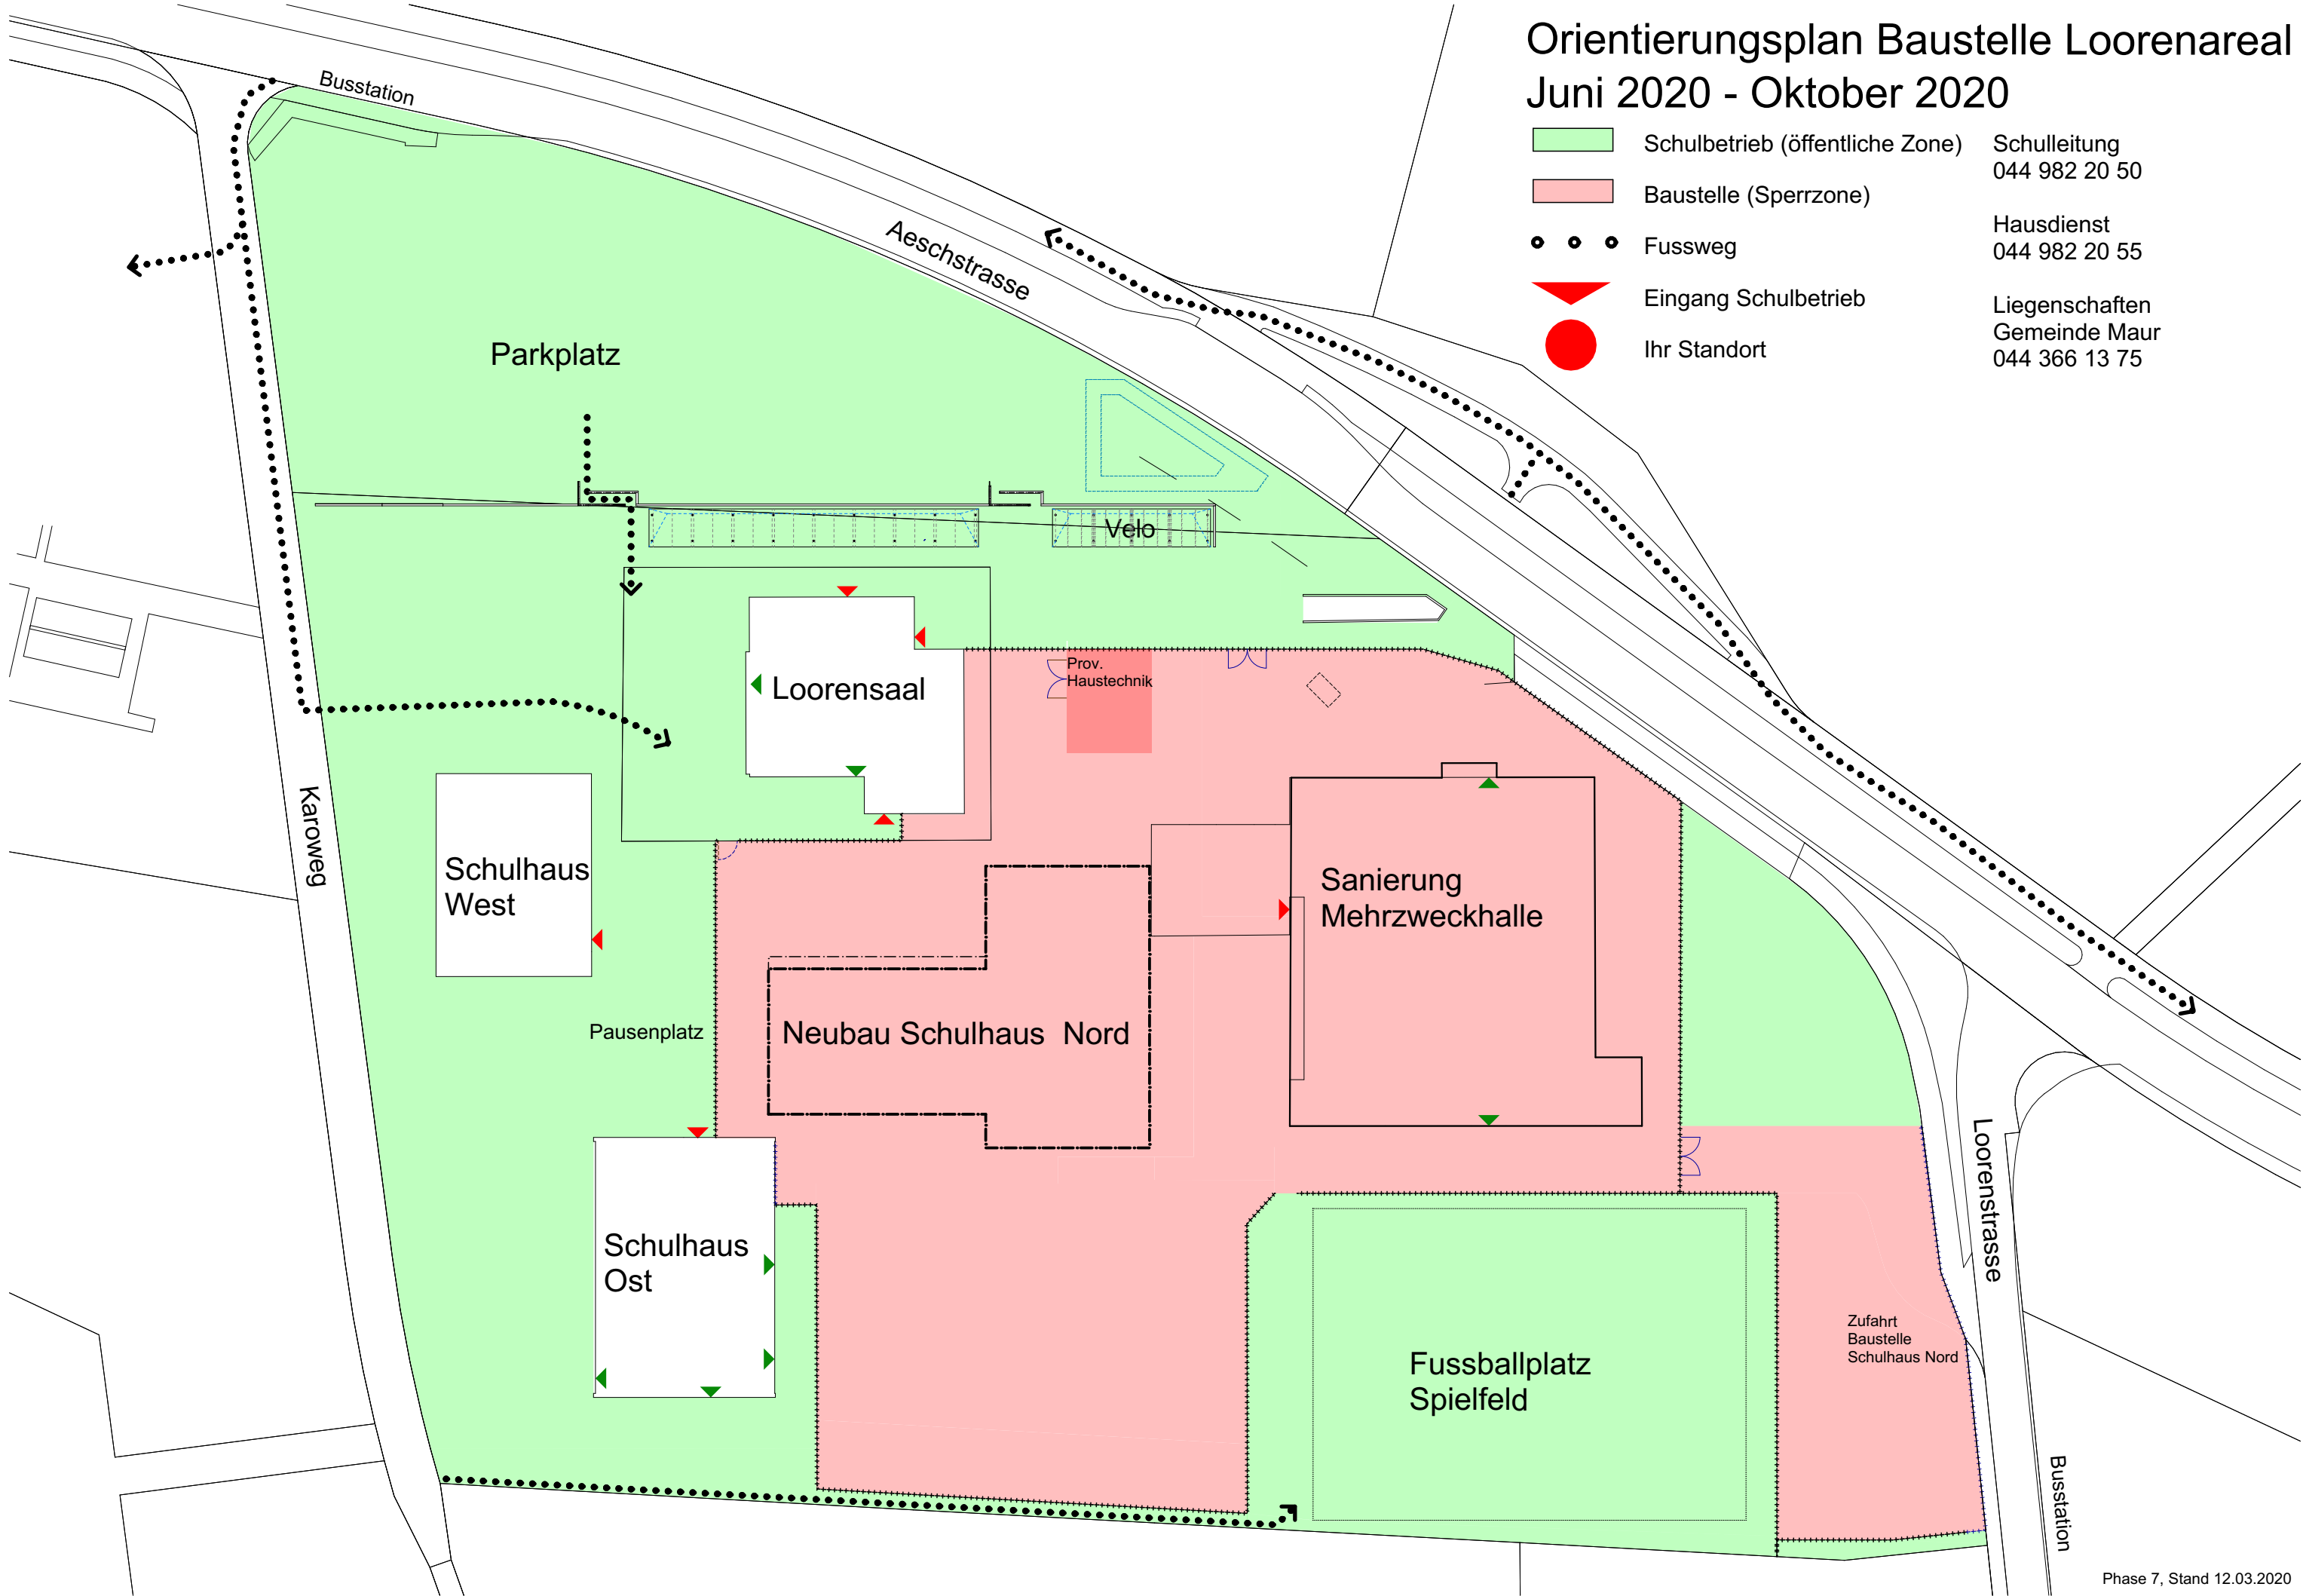 Orientierungsplan Baustelle Loorenareal
Juni 2020 - Oktober 2020
Schulbetrieb (öffentliche Zone)
Baustelle (Sperrzone)
Fussweg
Eingang Schulbetrieb
Ihr Standort
Schulleitung
044 982 20 50
Hausdienst
044 982 20 55
Liegenschaften
Gemeinde Maur
044 366 13 75
Busstation
Aeschstrasse
Parkplatz
Velo
Prov.
Haustechnik
Loorensaal
Karoweg
Schulhaus
West
Sanierung
Mehrzweckhalle
Pausenplatz
Neubau Schulhaus Nord
Loorenstrasse
Schulhaus
Ost
Zufahrt
Baustelle
Schulhaus Nord
Fussballplatz
Spielfeld
Busstation
Phase 7, Stand 12.03.2020